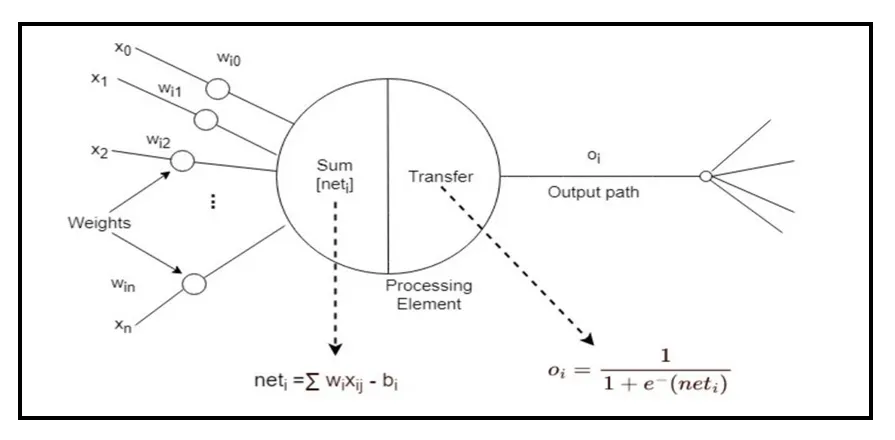 x₀
wᵢ₀
x₁
wᵢ₁
x₂
wᵢ₂
⋮
Weights
wᵢₙ
xₙ
Sum
[netᵢ]
Transfer
Processing
Element
oᵢ
Output path
netᵢ =∑ wᵢxᵢⱼ - bᵢ
oᵢ = 1 / 1 + e⁻(netᵢ)